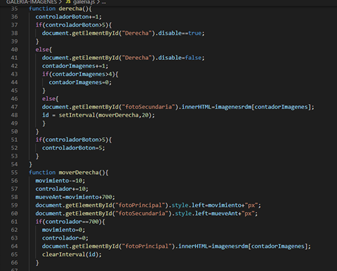 GALERIA-IMAGENES > galeria.js > ...
35 function derecha(){
36 controladorBoton+=1;
37 if(controladorBoton>5){
38 document.getElementById("Derecha").disable==true;
39 }
40 else{
41 document.getElementById("Derecha").disable=false;
42 contadorImagenes+=1;
43 if(contadorImagenes>4){
44 contadorImagenes=0;
45 }
46 else{
47 document.getElementById("fotoSecundaria").innerHTML=imagenesrdm[contadorImagenes];
48 id = setInterval(moverDerecha,20);
49 }
50 }
51 if(controladorBoton>5){
52 controladorBoton=5;
53 }
54 }
55 function moverDerecha(){
56 movimiento-=10;
57 controlador+=10;
58 mueveAnt=movimiento+700;
59 document.getElementById("fotoPrincipal").style.left=movimiento+"px";
60 document.getElementById("fotoSecundaria").style.left=mueveAnt+"px";
61 if(controlador==700){
62 movimiento=0;
63 controlador=0;
64 document.getElementById("fotoPrincipal").innerHTML=imagenesrdm[contadorImagenes];
65 clearInterval(id);
66 }